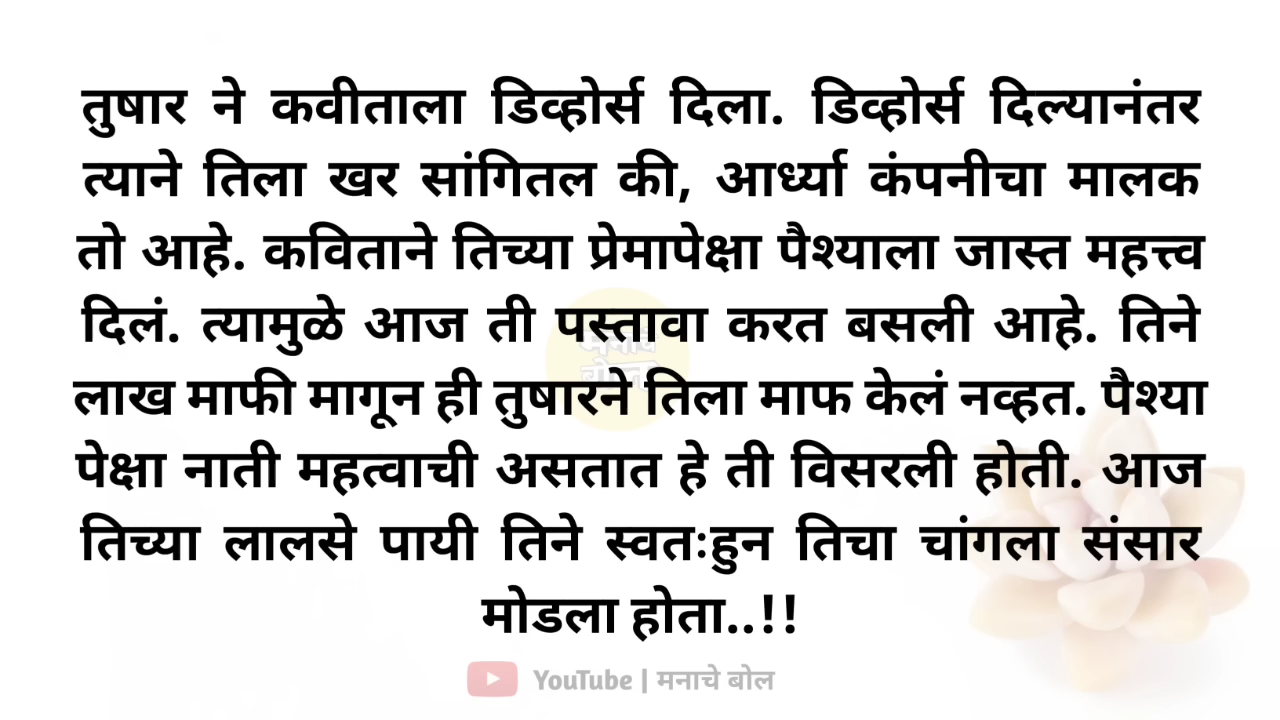 तुषार ने कवीताला डिव्होर्स दिला. डिव्होर्स दिल्यानंतर
त्याने तिला खर सांगितल की, आर्ध्या कंपनीचा मालक
तो आहे. कविताने तिच्या प्रेमापेक्षा पैश्याला जास्त महत्त्व
दिलं. त्यामुळे आज ती पस्तावा करत बसली आहे. तिने
लाख माफी मागून ही तुषारने तिला माफ केलं नव्हत. पैश्या
पेक्षा नाती महत्वाची असतात हे ती विसरली होती. आज
तिच्या लालसे पायी तिने स्वतःहुन तिचा चांगला संसार
मोडला होता..!!
YouTube | मनाचे बोल